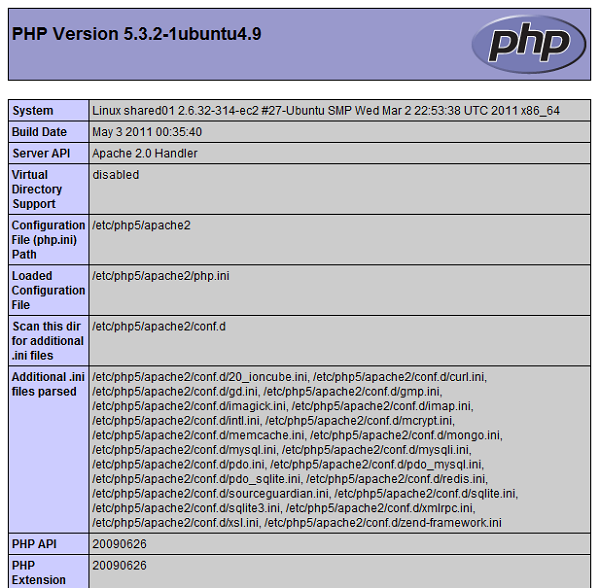 PHP Version 5.3.2-1ubuntu4.9
php
System Linux shared01 2.6.32-314-ec2 #27-Ubuntu SMP Wed Mar 2 22:53:38 UTC 2011 x86_64
Build Date May 3 2011 00:35:40
Server API Apache 2.0 Handler
Virtual disabled
Directory
Support
Configuration /etc/php5/apache2
File (php.ini)
Path
Loaded /etc/php5/apache2/php.ini
Configuration
File
Scan this dir /etc/php5/apache2/conf.d
for additional
.ini files
Additional .ini /etc/php5/apache2/conf.d/20_ioncube.ini, /etc/php5/apache2/conf.d/curl.ini,
files parsed /etc/php5/apache2/conf.d/gd.ini, /etc/php5/apache2/conf.d/gmp.ini,
/etc/php5/apache2/conf.d/imagick.ini, /etc/php5/apache2/conf.d/imap.ini,
/etc/php5/apache2/conf.d/intl.ini, /etc/php5/apache2/conf.d/mcrypt.ini,
/etc/php5/apache2/conf.d/memcache.ini, /etc/php5/apache2/conf.d/mongo.ini,
/etc/php5/apache2/conf.d/mysql.ini, /etc/php5/apache2/conf.d/mysqli.ini,
/etc/php5/apache2/conf.d/pdo.ini, /etc/php5/apache2/conf.d/pdo_mysql.ini,
/etc/php5/apache2/conf.d/pdo_sqlite.ini, /etc/php5/apache2/conf.d/redis.ini,
/etc/php5/apache2/conf.d/sourceguardian.ini, /etc/php5/apache2/conf.d/sqlite.ini,
/etc/php5/apache2/conf.d/sqlite3.ini, /etc/php5/apache2/conf.d/xmlrpc.ini,
/etc/php5/apache2/conf.d/xsl.ini, /etc/php5/apache2/conf.d/zend-framework.ini
PHP API 20090626
PHP 20090626
Extension